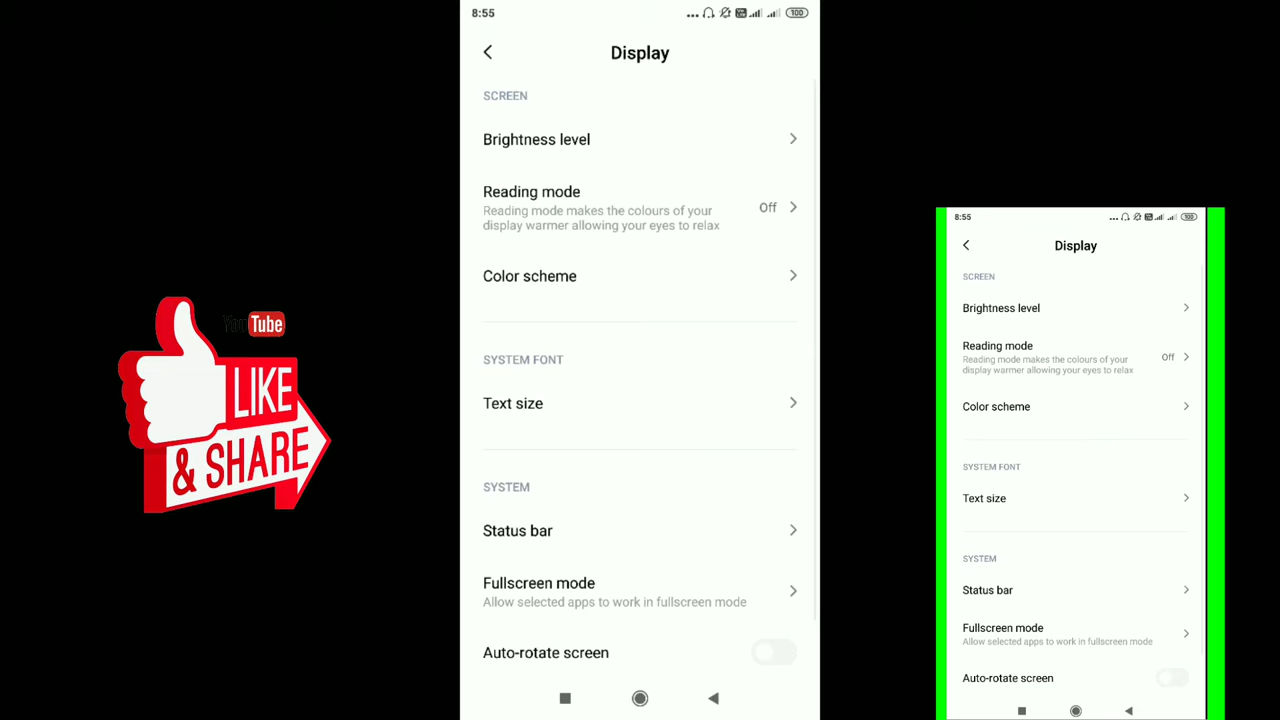 YouTube
LIKE
& SHARE
8:55
100
Display
SCREEN
Brightness level
Reading mode
Reading mode makes the colours of your
display warmer allowing your eyes to relax
Off
Color scheme
SYSTEM FONT
Text size
SYSTEM
Status bar
Fullscreen mode
Allow selected apps to work in fullscreen mode
Auto-rotate screen
8:55
100
Display
SCREEN
Brightness level
Reading mode
Reading mode makes the colours of your
display warmer allowing your eyes to relax
Off
Color scheme
SYSTEM FONT
Text size
SYSTEM
Status bar
Fullscreen mode
Allow selected apps to work in fullscreen mode
Auto-rotate screen